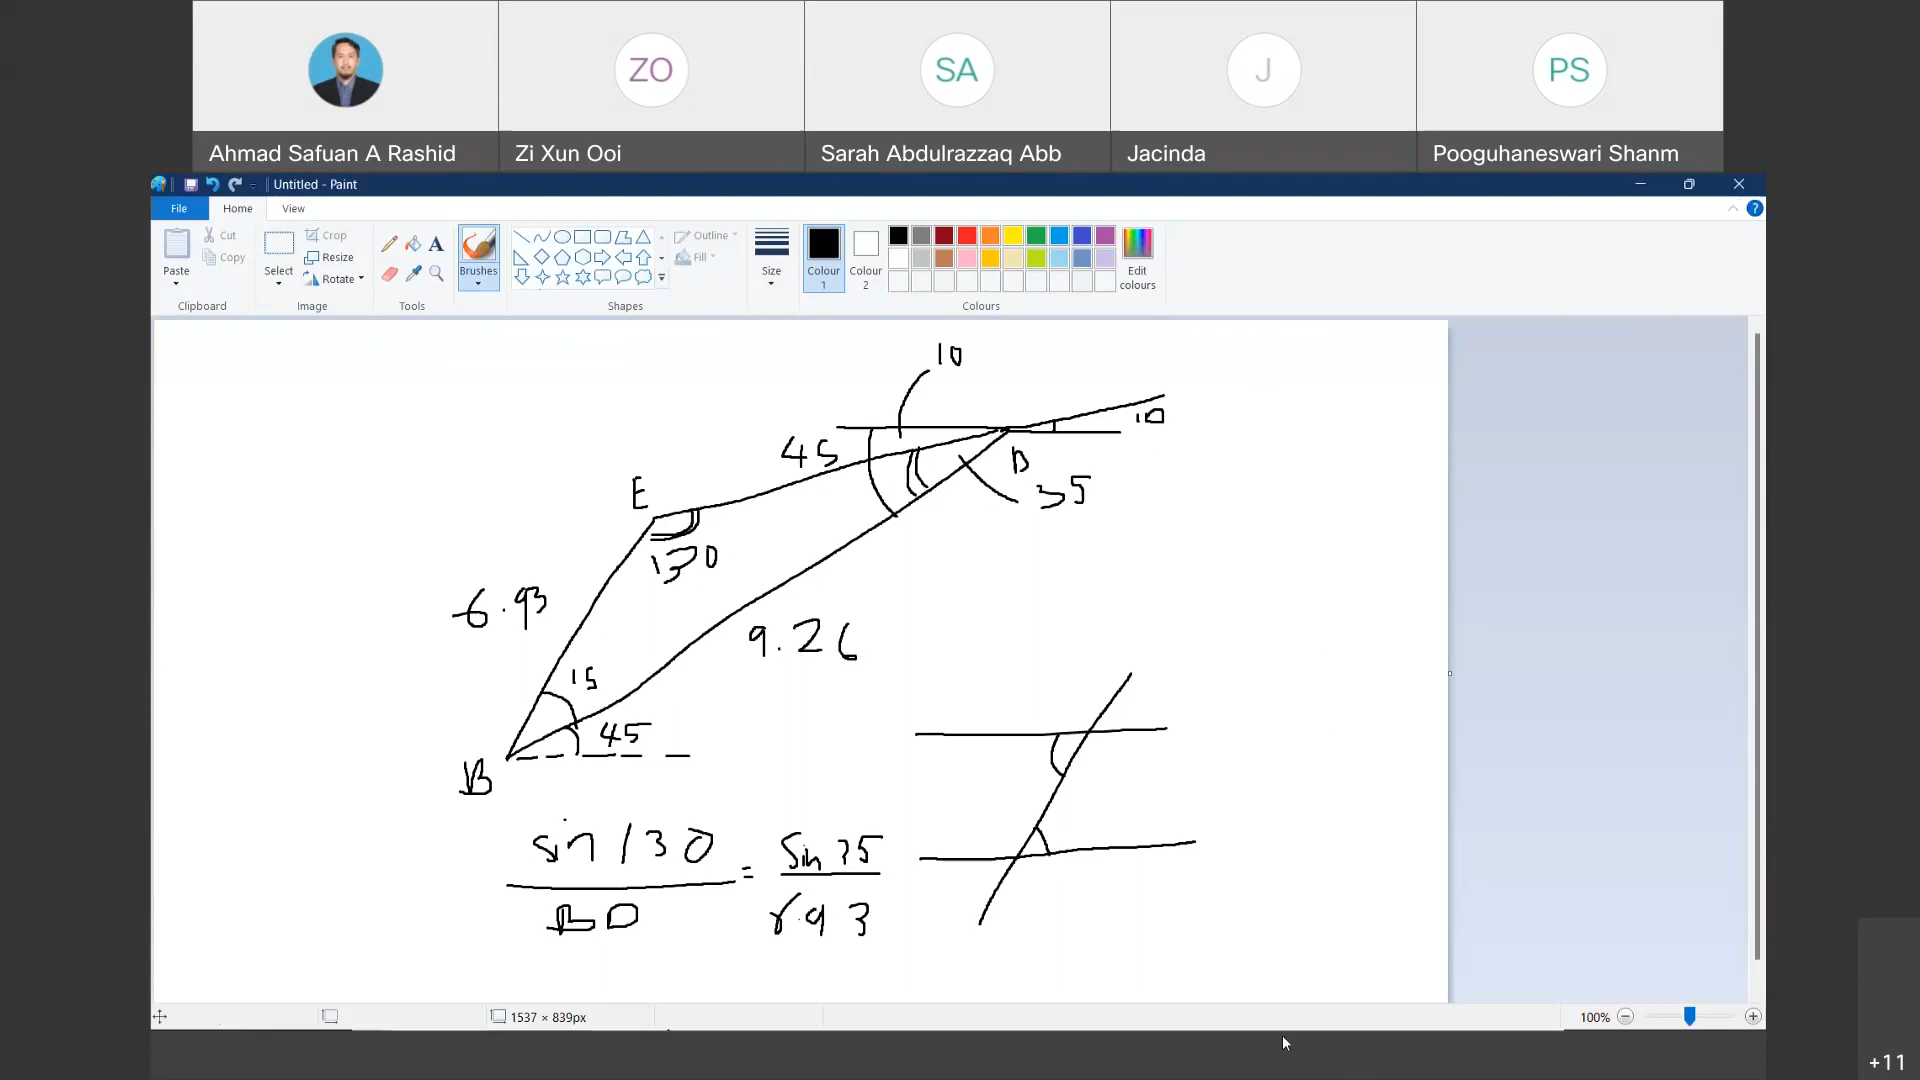 ZO
SA
J
PS
Ahmad Safuan A Rashid
Zi Xun Ooi
Sarah Abdulrazzaq Abb
Jacinda
Pooguhaneswari Shanm
Untitled - Paint
File
Home
View
Paste
Cut
Copy
Clipboard
Select
Crop
Resize
Rotate
Image
A
Tools
Brushes
Shapes
Outline
Fill
Size
Colour 1
Colour 2
Edit colours
Colours
?
10
10
45
D
35
E
130
6.93
9.26
15
45
B
sin 130
BD
=
sin 35
6.93
1537 × 839px
100%
+11